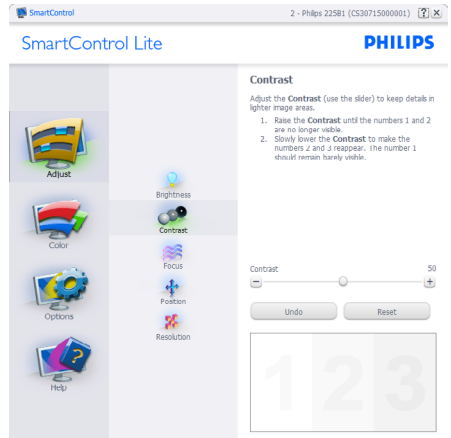 SmartControl
2 - Philips 225B1 (CS30715000001)
SmartControl Lite
PHILIPS
Adjust
Color
Options
Help
Brightness
Contrast
Focus
Position
Resolution
Contrast
Adjust the Contrast (use the slider) to keep details in
lighter image areas.
1. Raise the Contrast until the numbers 1 and 2
are no longer visible.
2. Slowly lower the Contrast to make the
numbers 2 and 3 reappear. The number 1
should remain barely visible.
Contrast 50
Undo Reset
1 2 3